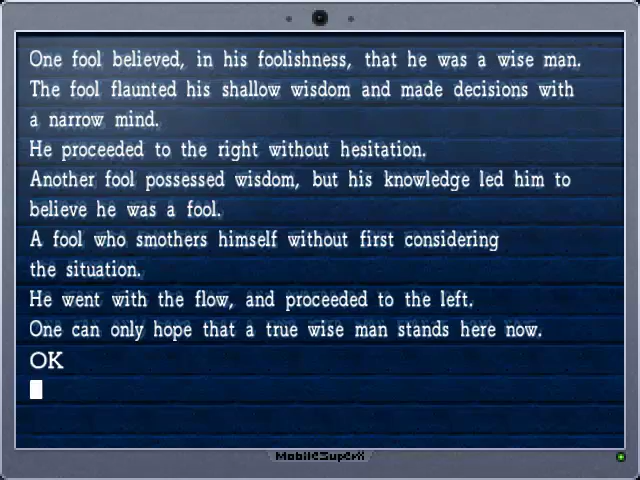 One fool believed, in his foolishness, that he was a wise man.
The fool flaunted his shallow wisdom and made decisions with
a narrow mind.
He proceeded to the right without hesitation.
Another fool possessed wisdom, but his knowledge led him to
believe he was a fool.
A fool who smothers himself without first considering
the situation.
He went with the flow, and proceeded to the left.
One can only hope that a true wise man stands here now.
OK
MobileSuperX